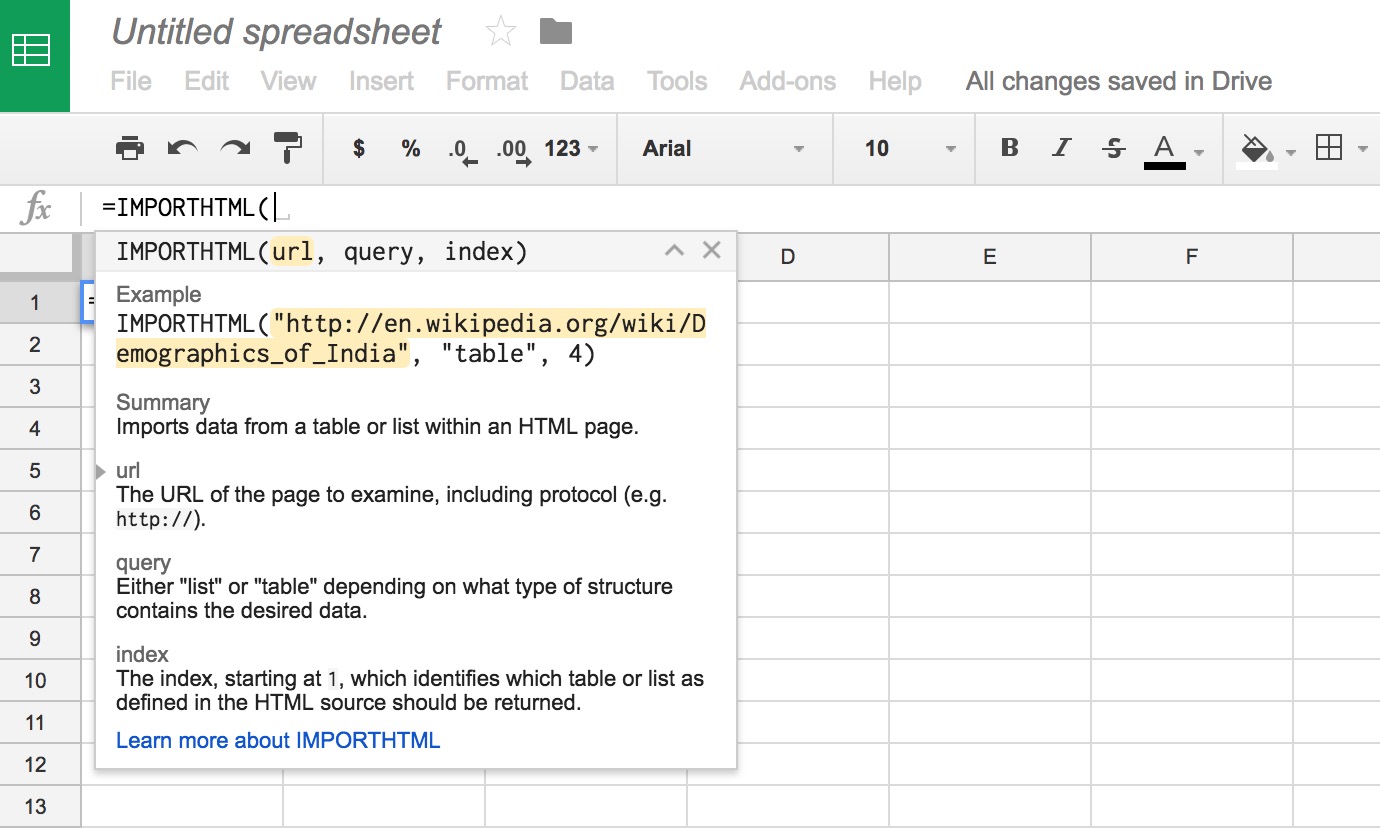 Untitled spreadsheet
File Edit View Insert Format Data Tools Add-ons Help All changes saved in Drive
$ % .0 .00 123 Arial 10 B I S A
fx =IMPORTHTML(
IMPORTHTML(url, query, index)
D E F
Example
1 =
IMPORTHTML("http://en.wikipedia.org/wiki/D
2 emographics_of_India", "table", 4)
3
Summary
4 Imports data from a table or list within an HTML page.
5 url
The URL of the page to examine, including protocol (e.g.
6 http://).
7 query
8 Either "list" or "table" depending on what type of structure
contains the desired data.
9
index
10 The index, starting at 1, which identifies which table or list as
defined in the HTML source should be returned.
11
Learn more about IMPORTHTML
12
13